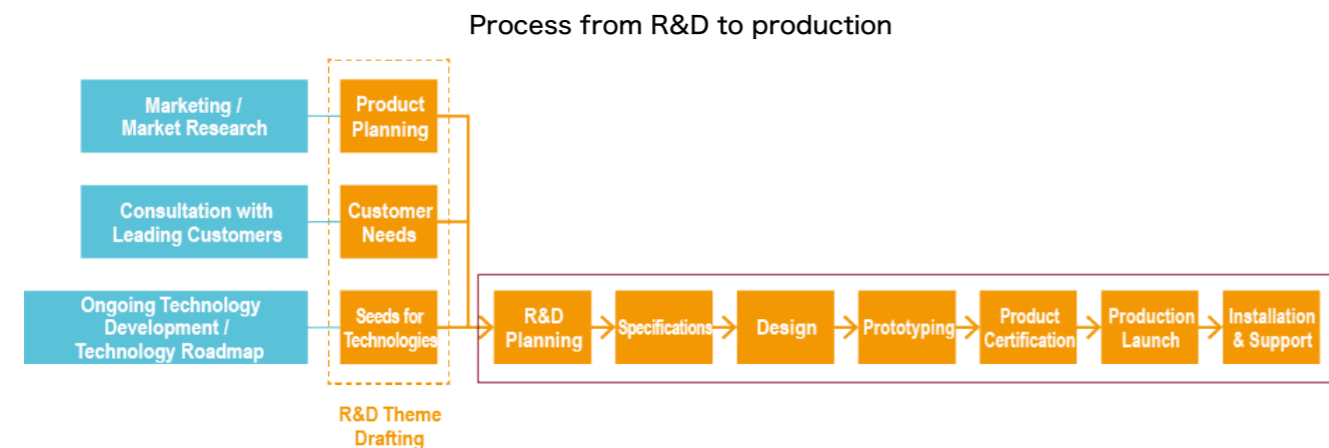 Process from R&D to production
Marketing /
Market Research
Product
Planning
Consultation with
Leading Customers
Customer
Needs
Ongoing Technology
Development /
Technology Roadmap
Seeds for
Technologies
R&D
Planning
Specifications
Design
Prototyping
Product
Certification
Production
Launch
Installation
& Support
R&D Theme
Drafting